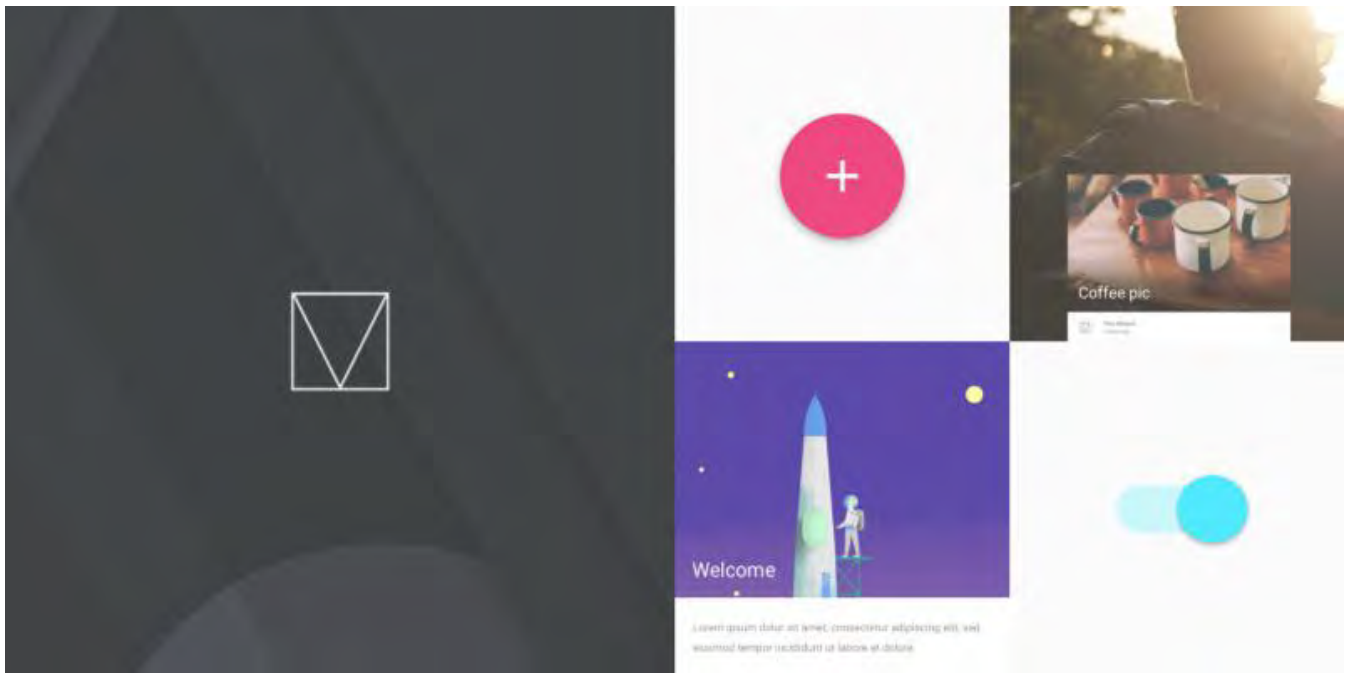 Coffee pic
Welcome
Lorem ipsum dolor sit amet, consectetur adipiscing elit, sed
eiusmod tempor incididunt ut labore et dolore